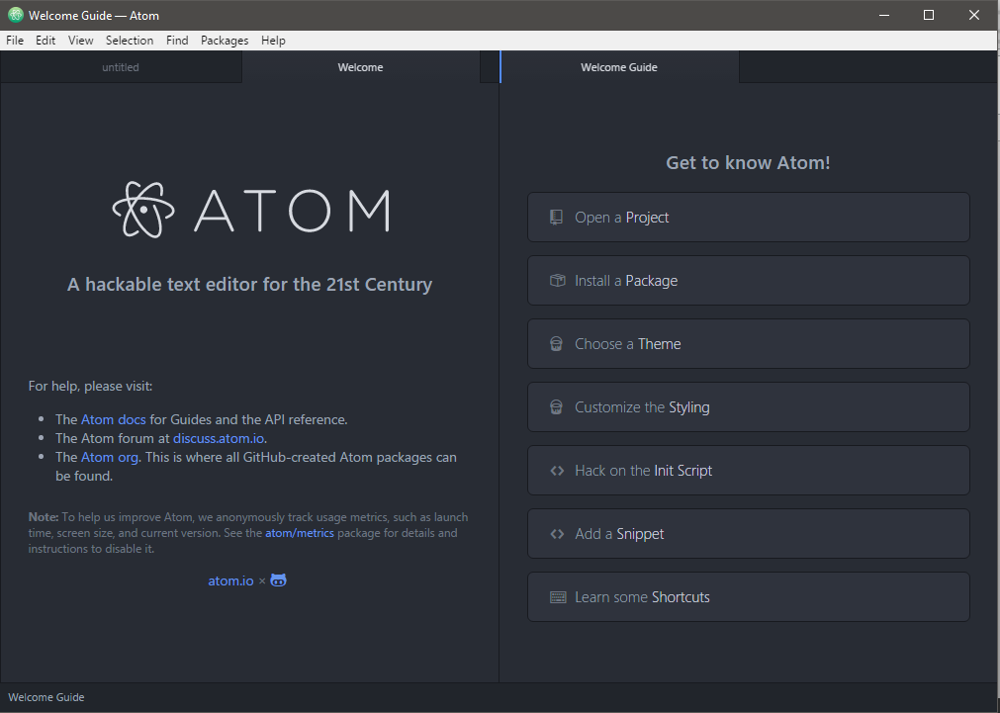 Welcome Guide — Atom
File Edit View Selection Find Packages Help
untitled
Welcome
Welcome Guide
ATOM
A hackable text editor for the 21st Century
For help, please visit:
• The Atom docs for Guides and the API reference.
• The Atom forum at discuss.atom.io.
• The Atom org. This is where all GitHub-created Atom packages can
be found.
Note: To help us improve Atom, we anonymously track usage metrics, such as launch
time, screen size, and current version. See the atom/metrics package for details and
instructions to disable it.
atom.io ×
Get to know Atom!
Open a Project
Install a Package
Choose a Theme
Customize the Styling
Hack on the Init Script
Add a Snippet
Learn some Shortcuts
Welcome Guide